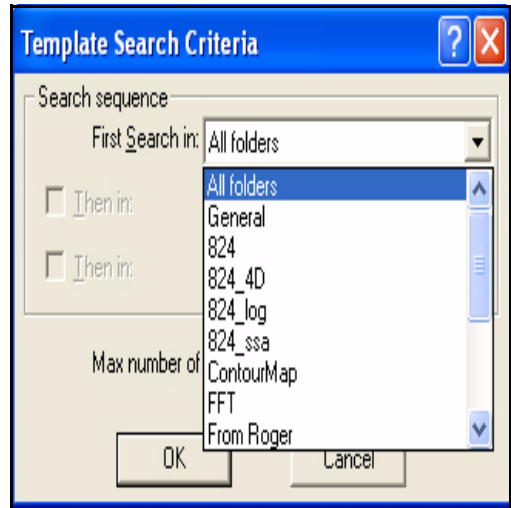 Template Search Criteria
Search sequence
First Search in: All folders
All folders
General
Then in:
824
824_4D
Then in:
824_log
824_ssa
Max number of
ContourMap
FFT
From Roger
OK
Cancel